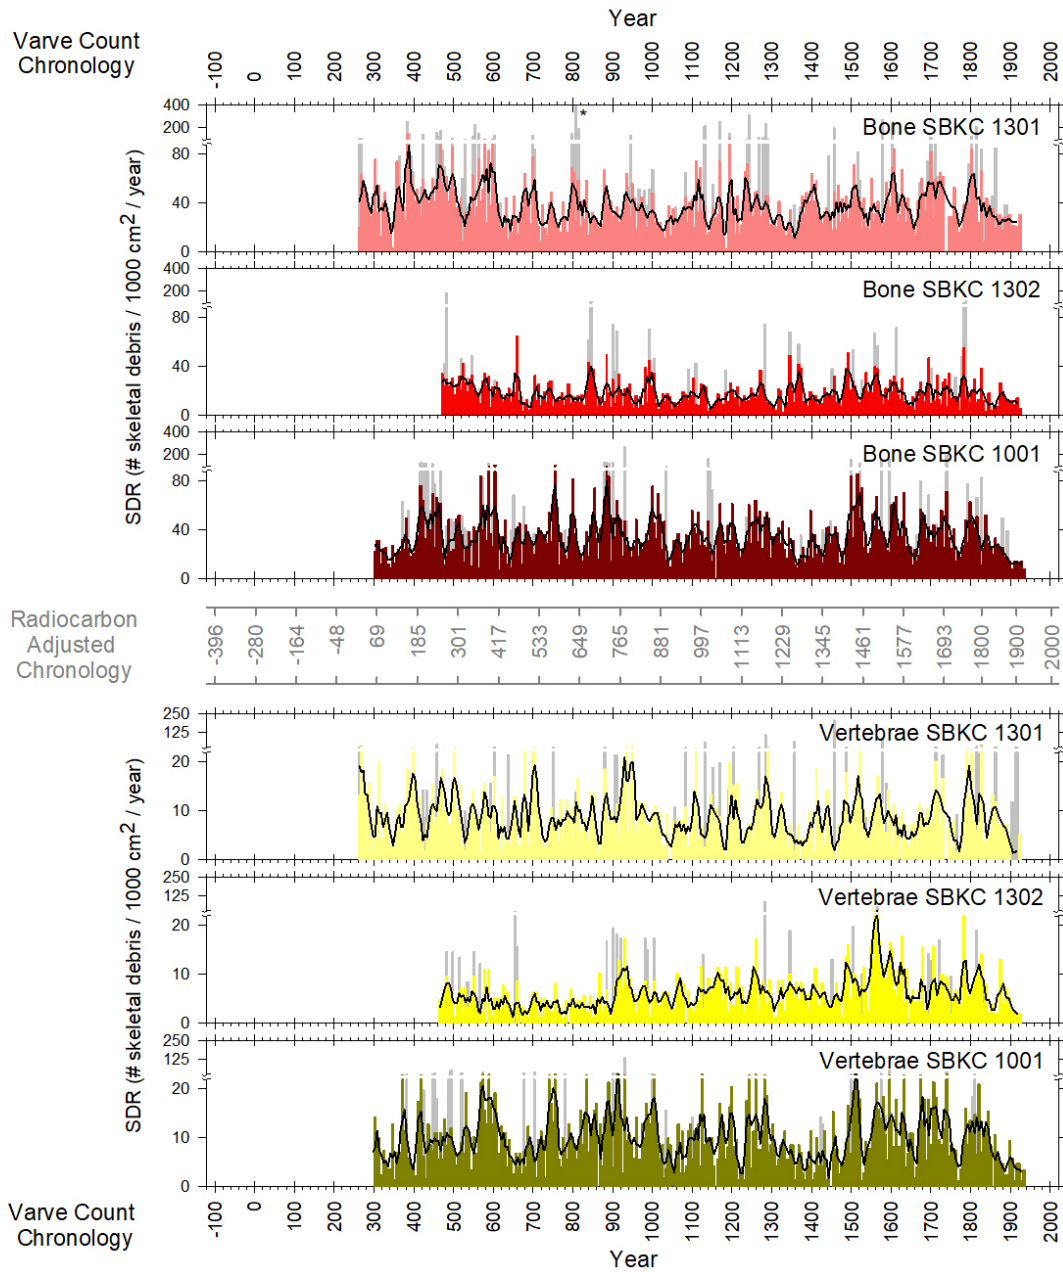 Year
Varve Count
Chronology
-100 0 300 400 500 600 700 800 900 1000 1100 1200 1300 1400 1500 1600 1700 1800 1900 2000
SDR (# skeletal debris / 1000 cm² / year)
400
200
80
40
0
Bone SBKC 1301
*
400
200
80
40
0
Bone SBKC 1302
400
200
80
40
0
Bone SBKC 1001
Radiocarbon
Adjusted
Chronology
-396 -280 -164 -48 69 185 301 417 533 649 765 881 997 1113 1229 1345 1461 1577 1693 1800 1900 2000
SDR (# skeletal debris / 1000 cm² / year)
250
125
20
10
0
Vertebrae SBKC 1301
250
125
20
10
0
Vertebrae SBKC 1302
250
125
20
10
0
Vertebrae SBKC 1001
-100 0 300 400 500 600 700 800 900 1000 1100 1200 1300 1400 1500 1600 1700 1800 1900 2000
Varve Count
Chronology
Year